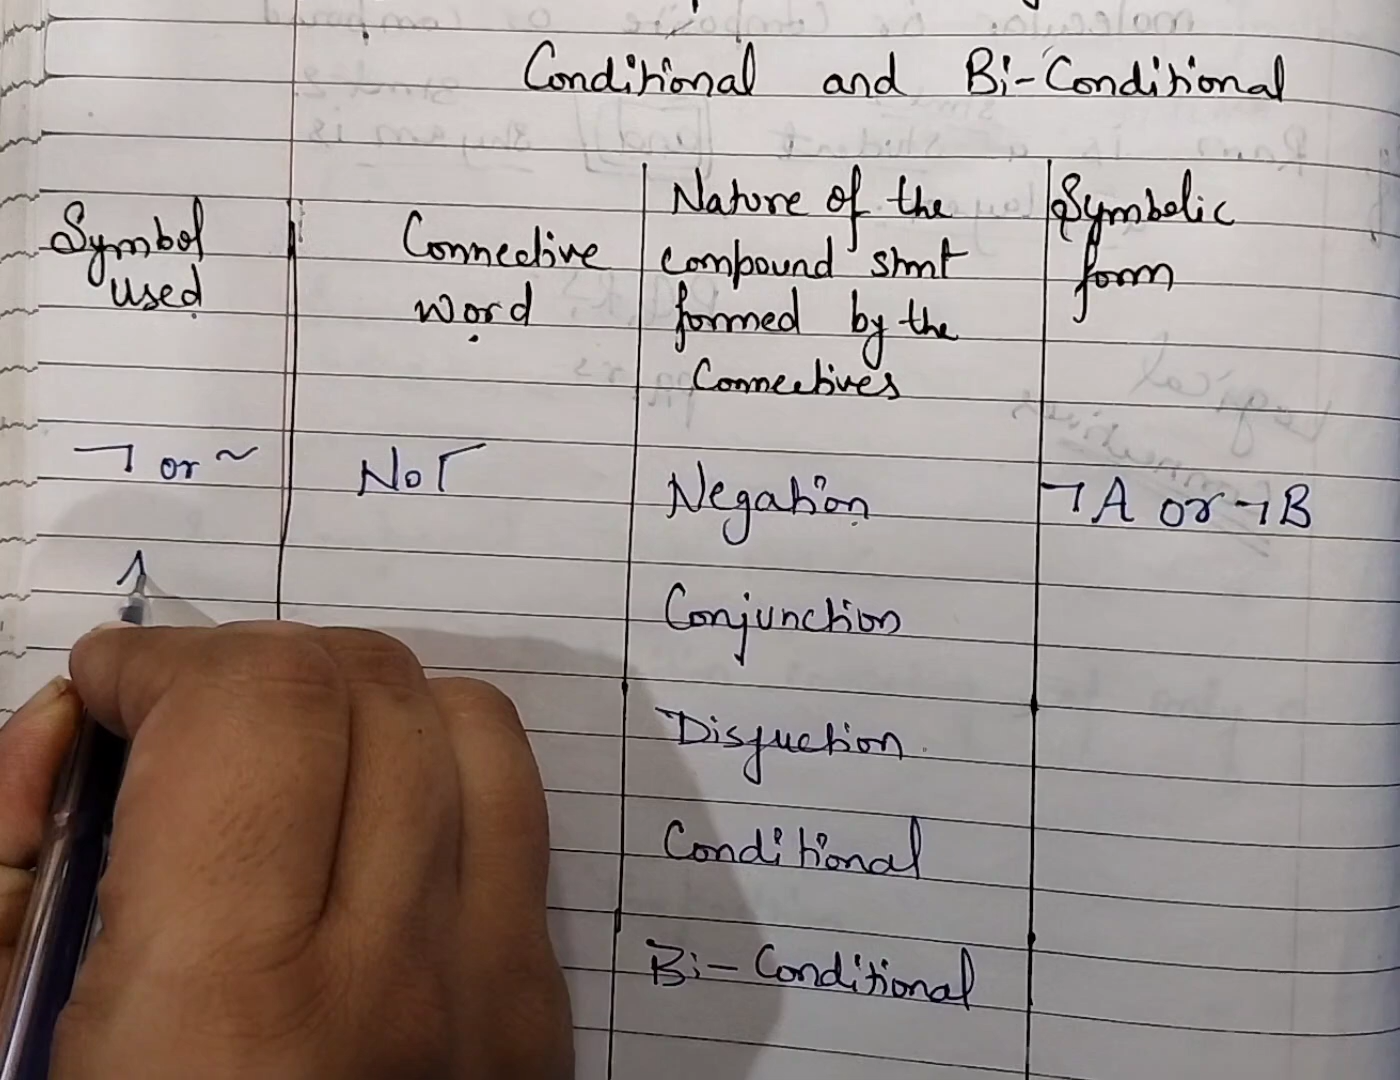 Conditional and Bi-Conditional
Symbol used
Connective word
Nature of the compound stmt formed by the Connectives
Symbolic form
¬ or ~ NOT Negation ¬A or ¬B
∧ Conjunction
Disjuction
Conditional
Bi-Conditional